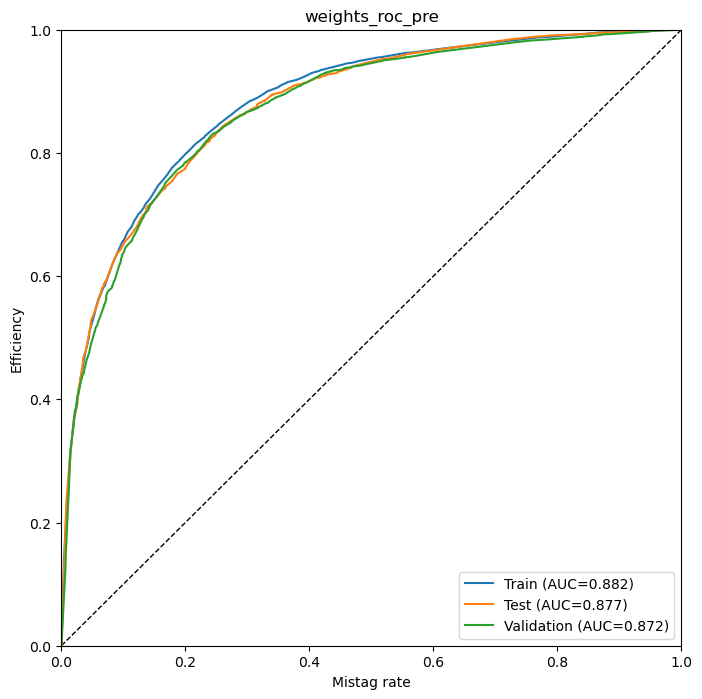 weights_roc_pre
1.0
0.8
0.6
0.4
0.2
0.0
Efficiency
Train (AUC=0.882)
Test (AUC=0.877)
Validation (AUC=0.872)
0.0 0.2 0.4 0.6 0.8 1.0
Mistag rate